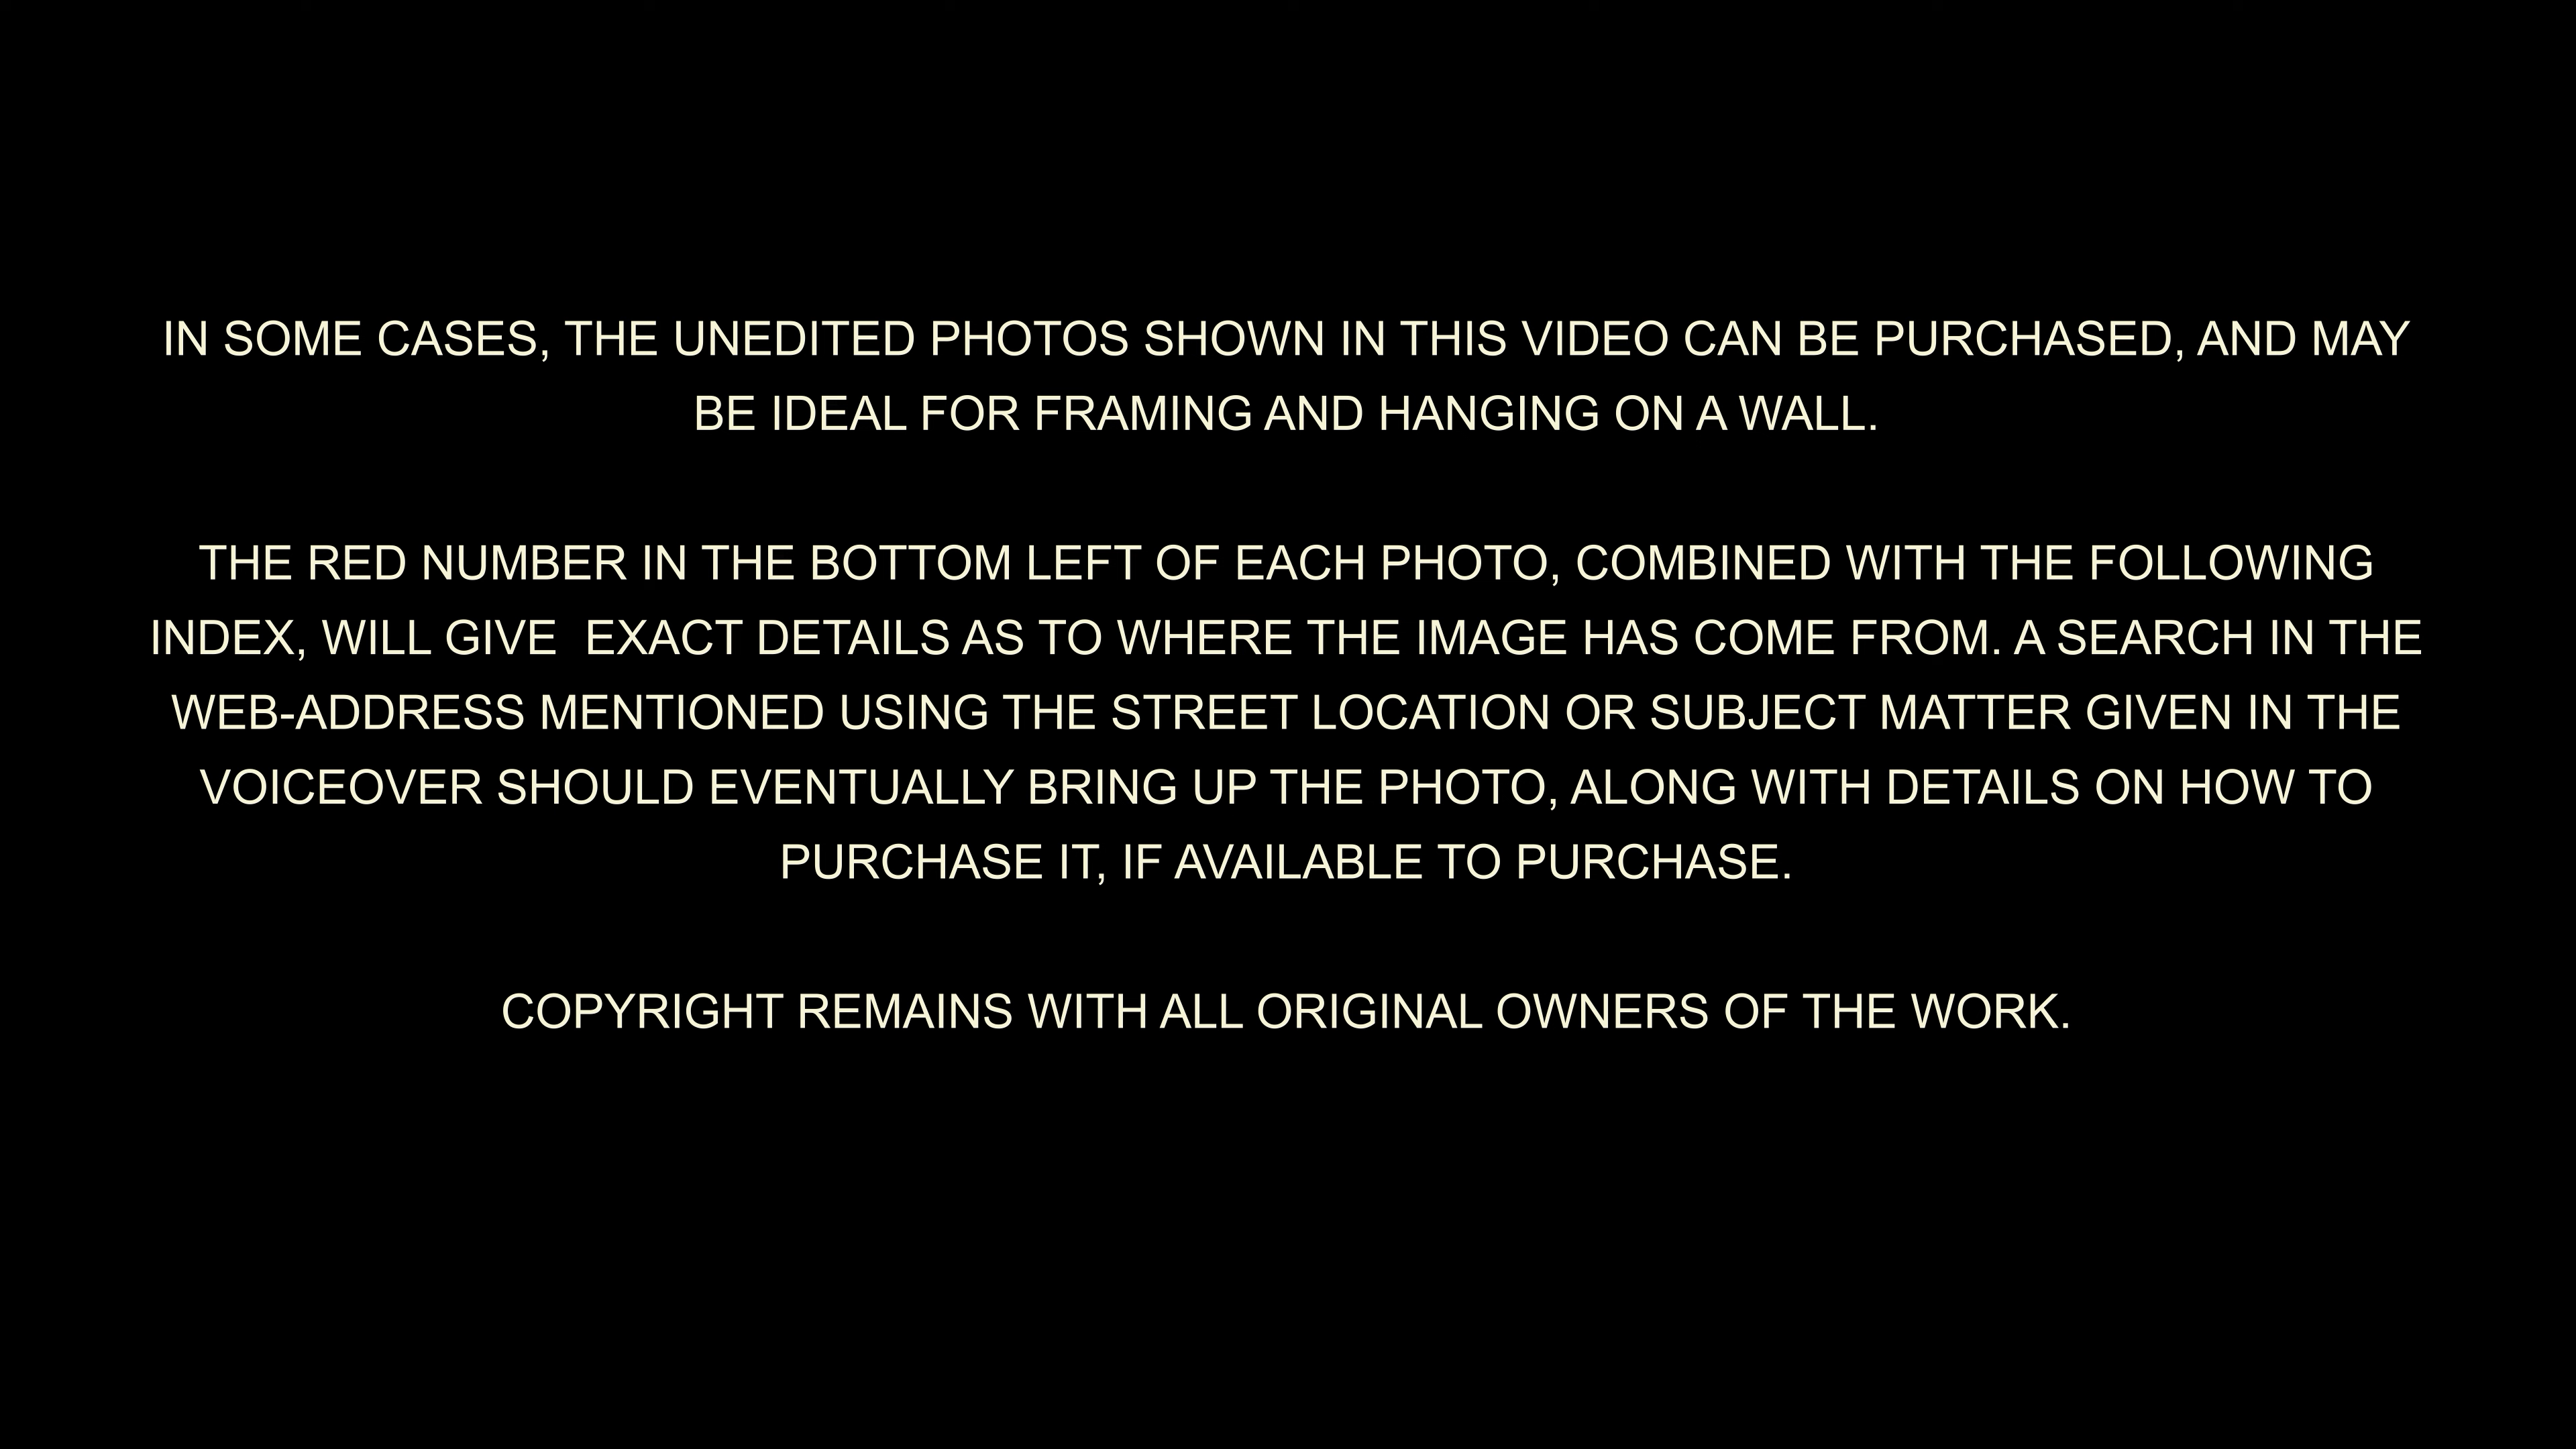 IN SOME CASES, THE UNEDITED PHOTOS SHOWN IN THIS VIDEO CAN BE PURCHASED, AND MAY
BE IDEAL FOR FRAMING AND HANGING ON A WALL.
THE RED NUMBER IN THE BOTTOM LEFT OF EACH PHOTO, COMBINED WITH THE FOLLOWING
INDEX, WILL GIVE  EXACT DETAILS AS TO WHERE THE IMAGE HAS COME FROM. A SEARCH IN THE
WEB-ADDRESS MENTIONED USING THE STREET LOCATION OR SUBJECT MATTER GIVEN IN THE
VOICEOVER SHOULD EVENTUALLY BRING UP THE PHOTO, ALONG WITH DETAILS ON HOW TO
PURCHASE IT, IF AVAILABLE TO PURCHASE.
COPYRIGHT REMAINS WITH ALL ORIGINAL OWNERS OF THE WORK.